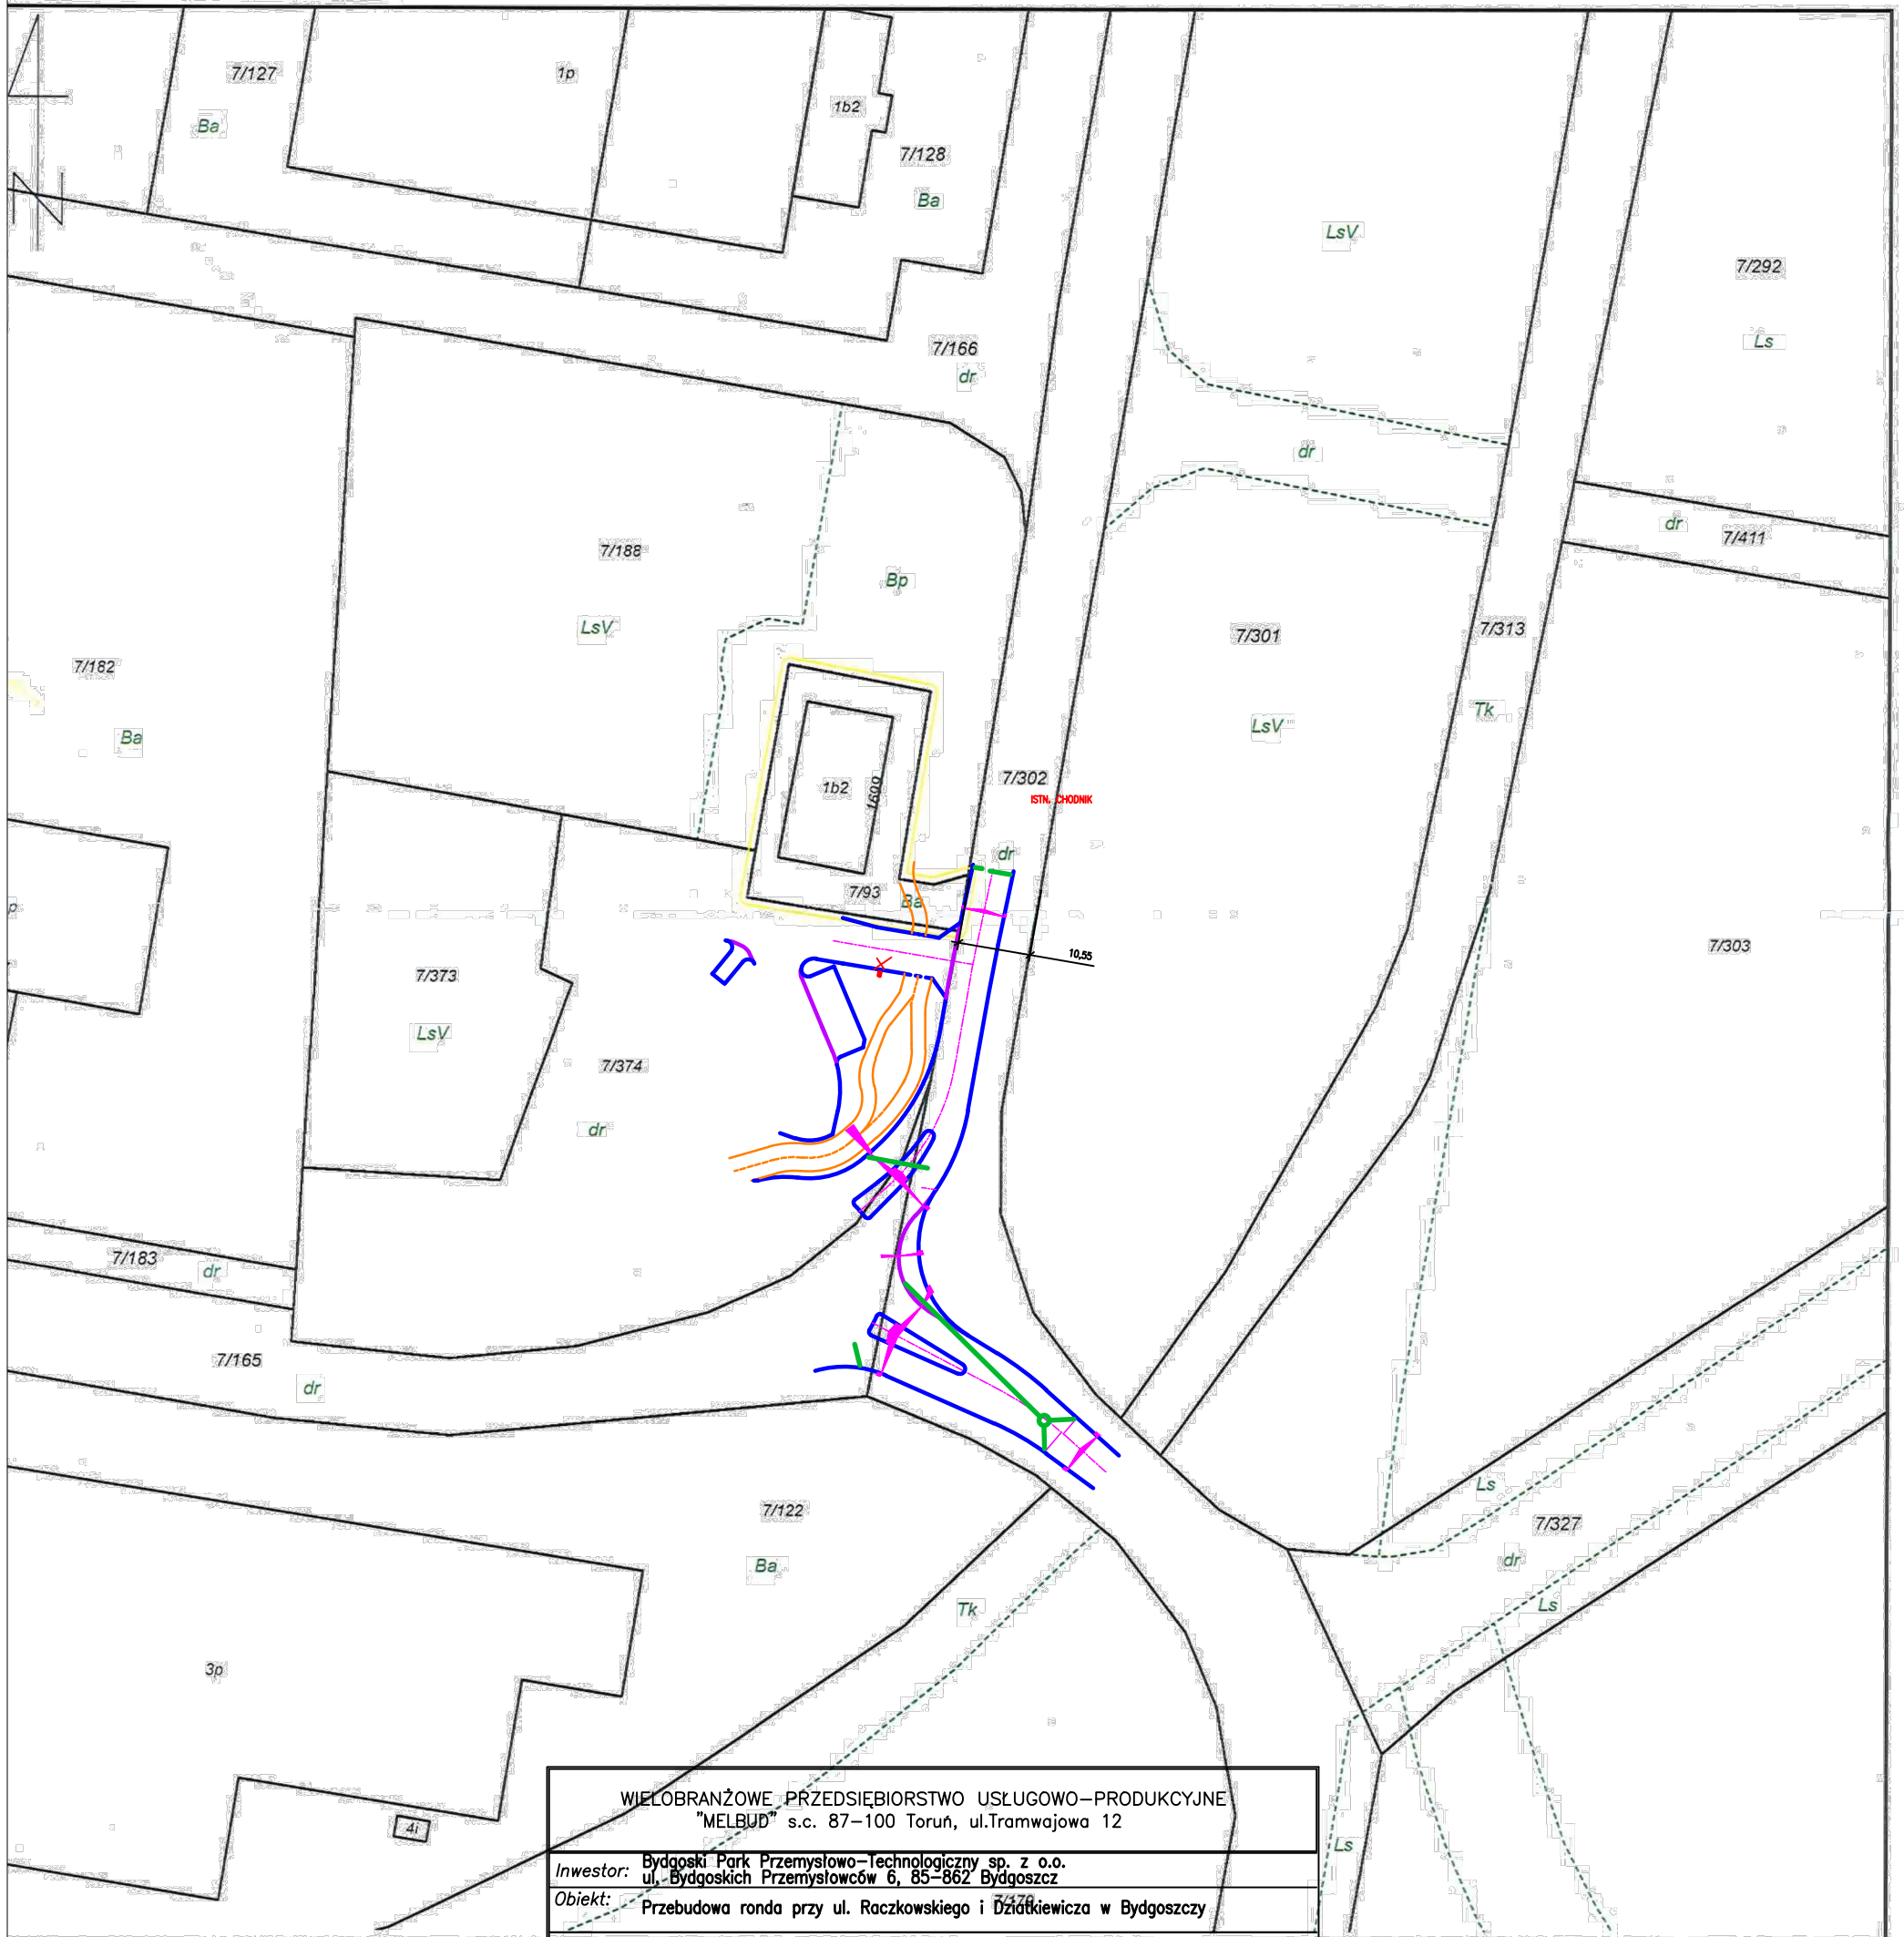 N
7/127
1p
Ba
1b2
7/128
Ba
LsV
7/292
Ls
7/166
dr
dr
dr
7/411
7/188
Bp
LsV
7/301
7/313
7/182
Tk
LsV
Ba
7/302
1b2
1699
ISTN. CHODNIK
dr
7/93
Ba
p
7/303
10,55
7/373
LsV
7/374
dr
7/183
dr
7/165
dr
Ls
7/122
7/327
Ba
dr
Ls
Tk
3p
4i
Ls
WIELOBRANŻOWE PRZEDSIĘBIORSTWO USŁUGOWO-PRODUKCYJNE
"MELBUD" s.c. 87-100 Toruń, ul.Tramwajowa 12
Inwestor: Bydgoski Park Przemysłowo-Technologiczny sp. z o.o.
ul. Bydgoskich Przemysłowców 6, 85-862 Bydgoszcz
Obiekt: 7/170
Przebudowa ronda przy ul. Raczkowskiego i Dziatkiewicza w Bydgoszczy